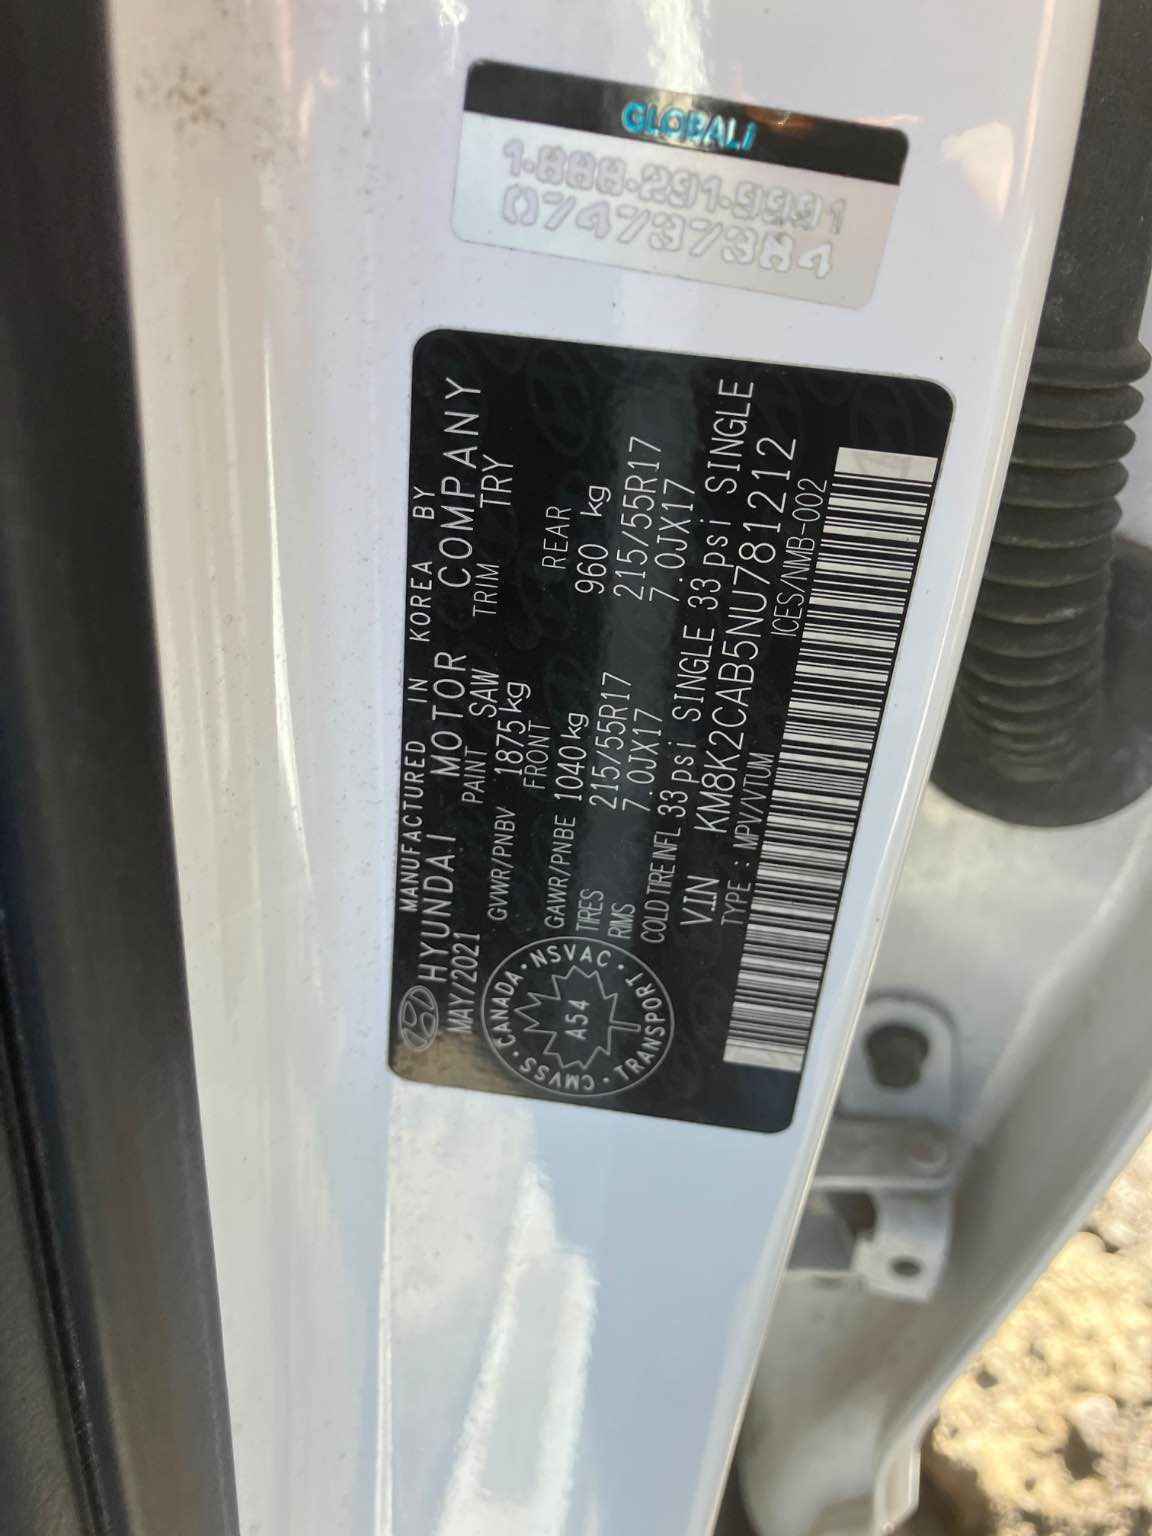 GLOBALI
1.888.291.9991
07473784
MANUFACTURED IN KOREA BY
HYUNDAI MOTOR COMPANY
MAY/2021 PAINT SAW TRIM TRY
GVWR/PNBV 1875kg
FRONT REAR
GAWR/PNBE 1040kg 960 kg
TIRES 215/55R17 215/55R17
RIMS 7.0JX17 7.0JX17
COLD TIRE INFL 33 psi SINGLE 33 psi SINGLE
VIN KM8K2CAB5NU781212
TYPE : MPV/VTUM ICES/NMB-002
CANADA · NSVAC · TRANSPORT · CMVSS
A54